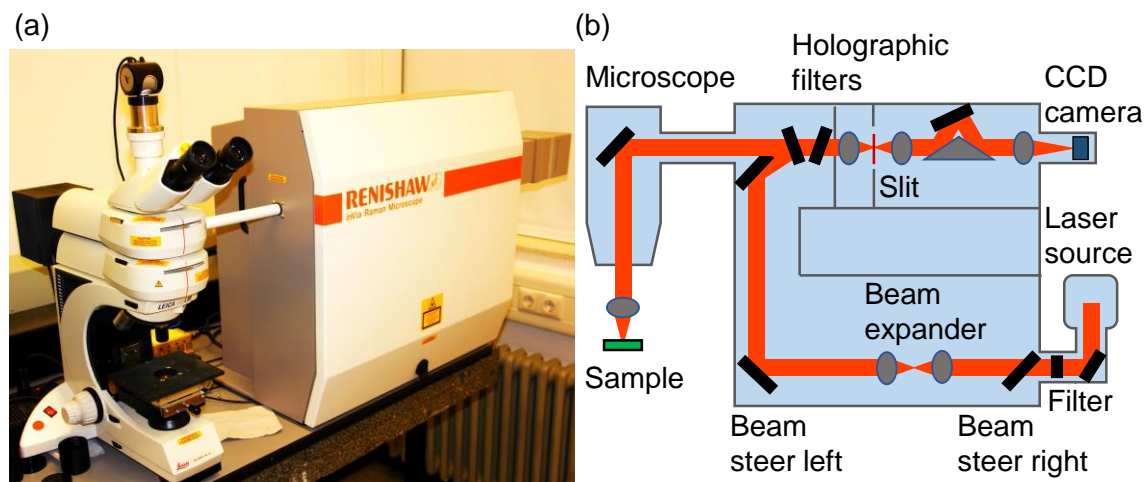 (a)
RENISHAW
inVia Raman Microscope
LEICA
Leica
(b)
Holographic
filters
Microscope
CCD
camera
Slit
Laser
source
Beam
expander
Sample
Filter
Beam
steer left
Beam
steer right